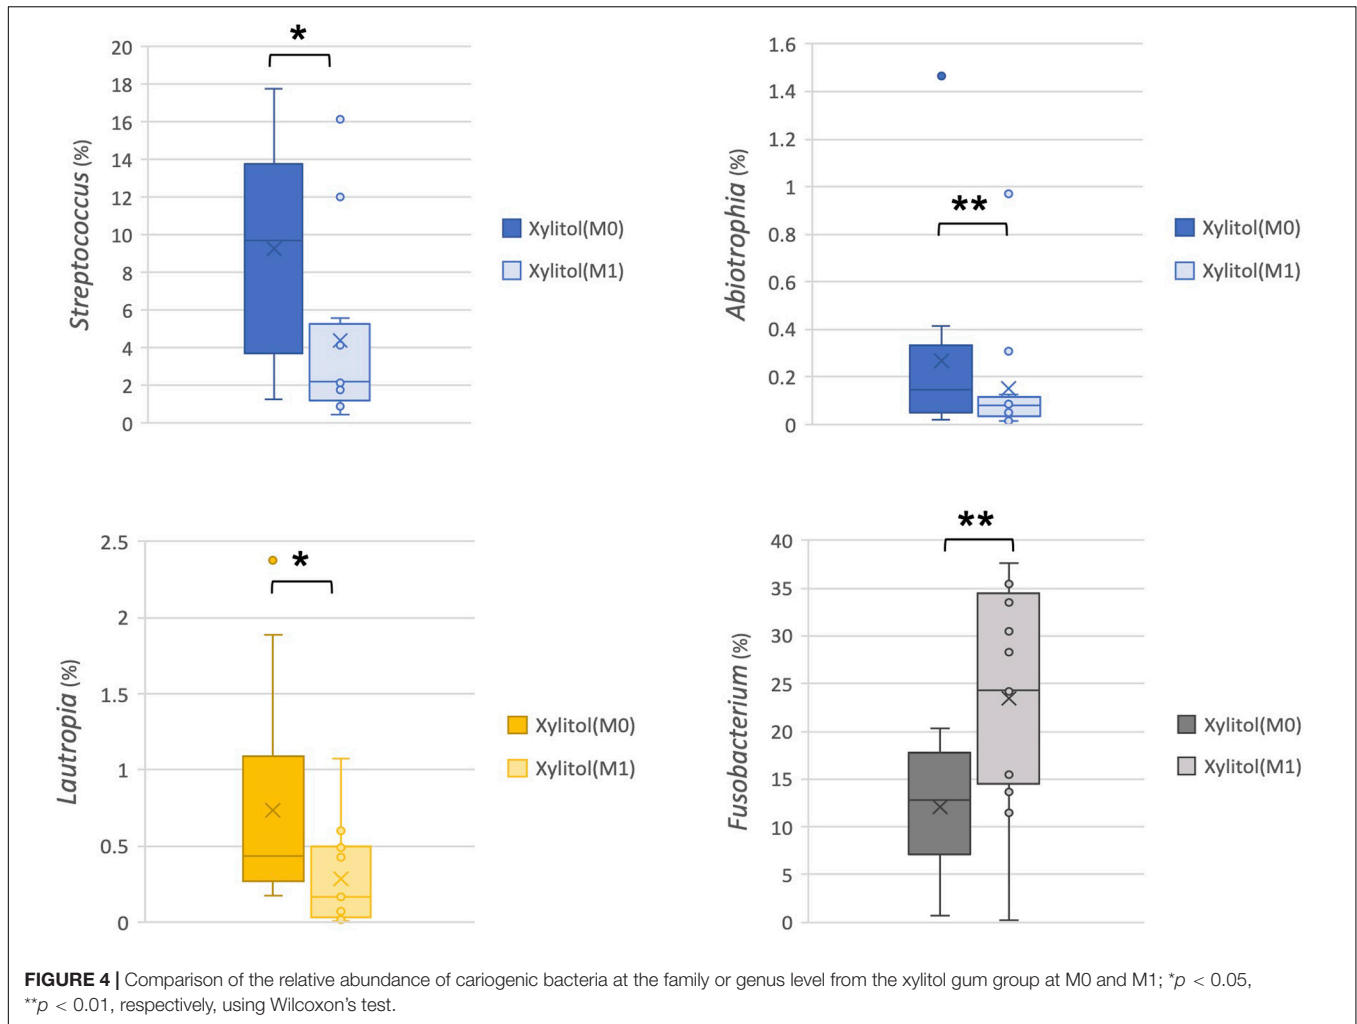 *
20
18
16
14
12
10
8
6
4
2
0
Streptococcus (%)
Xylitol(M0)
Xylitol(M1)
1.6
1.4
1.2
1
0.8
0.6
0.4
0.2
0
Abiotrophia (%)
**
Xylitol(M0)
Xylitol(M1)
2.5
2
1.5
1
0.5
0
Lautropia (%)
*
Xylitol(M0)
Xylitol(M1)
**
40
35
30
25
20
15
10
5
0
Fusobacterium (%)
Xylitol(M0)
Xylitol(M1)
FIGURE 4 | Comparison of the relative abundance of cariogenic bacteria at the family or genus level from the xylitol gum group at M0 and M1; *p < 0.05,
**p < 0.01, respectively, using Wilcoxon's test.